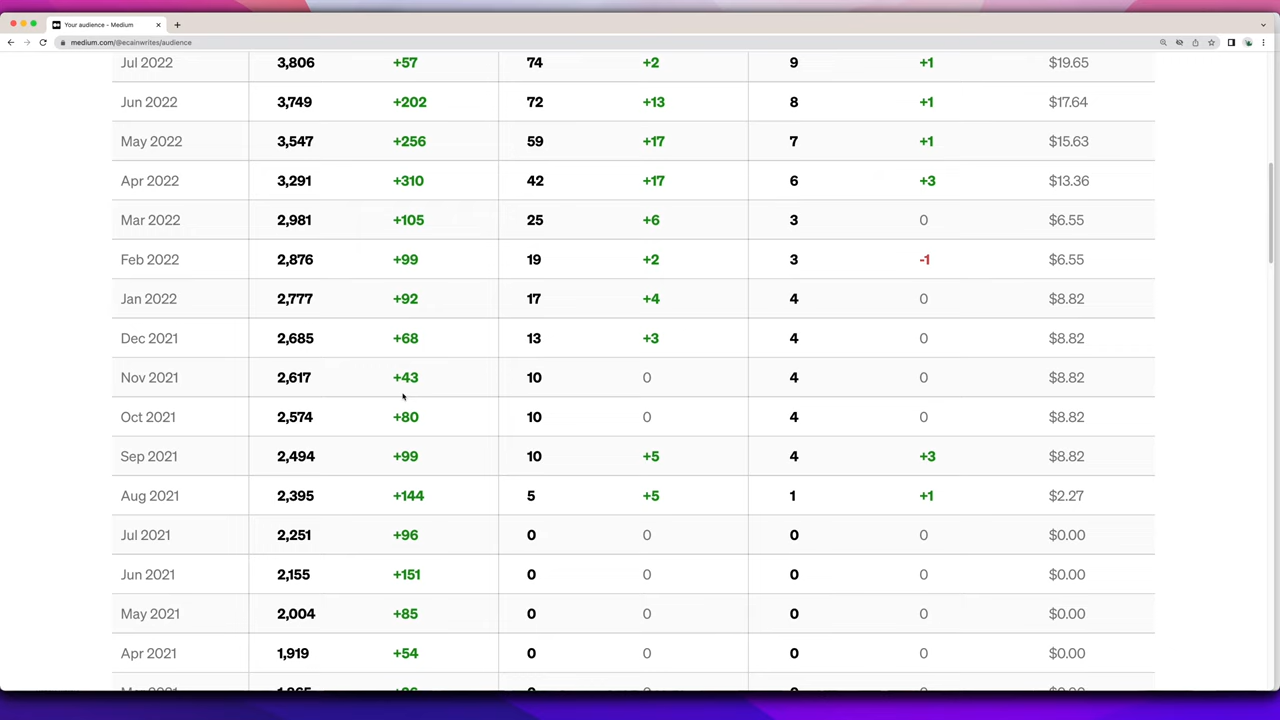 Your audience - Medium
medium.com/@ecainwrites/audience
Jul 2022 3,806 +57 74 +2 9 +1 $19.65
Jun 2022 3,749 +202 72 +13 8 +1 $17.64
May 2022 3,547 +256 59 +17 7 +1 $15.63
Apr 2022 3,291 +310 42 +17 6 +3 $13.36
Mar 2022 2,981 +105 25 +6 3 0 $6.55
Feb 2022 2,876 +99 19 +2 3 -1 $6.55
Jan 2022 2,777 +92 17 +4 4 0 $8.82
Dec 2021 2,685 +68 13 +3 4 0 $8.82
Nov 2021 2,617 +43 10 0 4 0 $8.82
Oct 2021 2,574 +80 10 0 4 0 $8.82
Sep 2021 2,494 +99 10 +5 4 +3 $8.82
Aug 2021 2,395 +144 5 +5 1 +1 $2.27
Jul 2021 2,251 +96 0 0 0 0 $0.00
Jun 2021 2,155 +151 0 0 0 0 $0.00
May 2021 2,004 +85 0 0 0 0 $0.00
Apr 2021 1,919 +54 0 0 0 0 $0.00